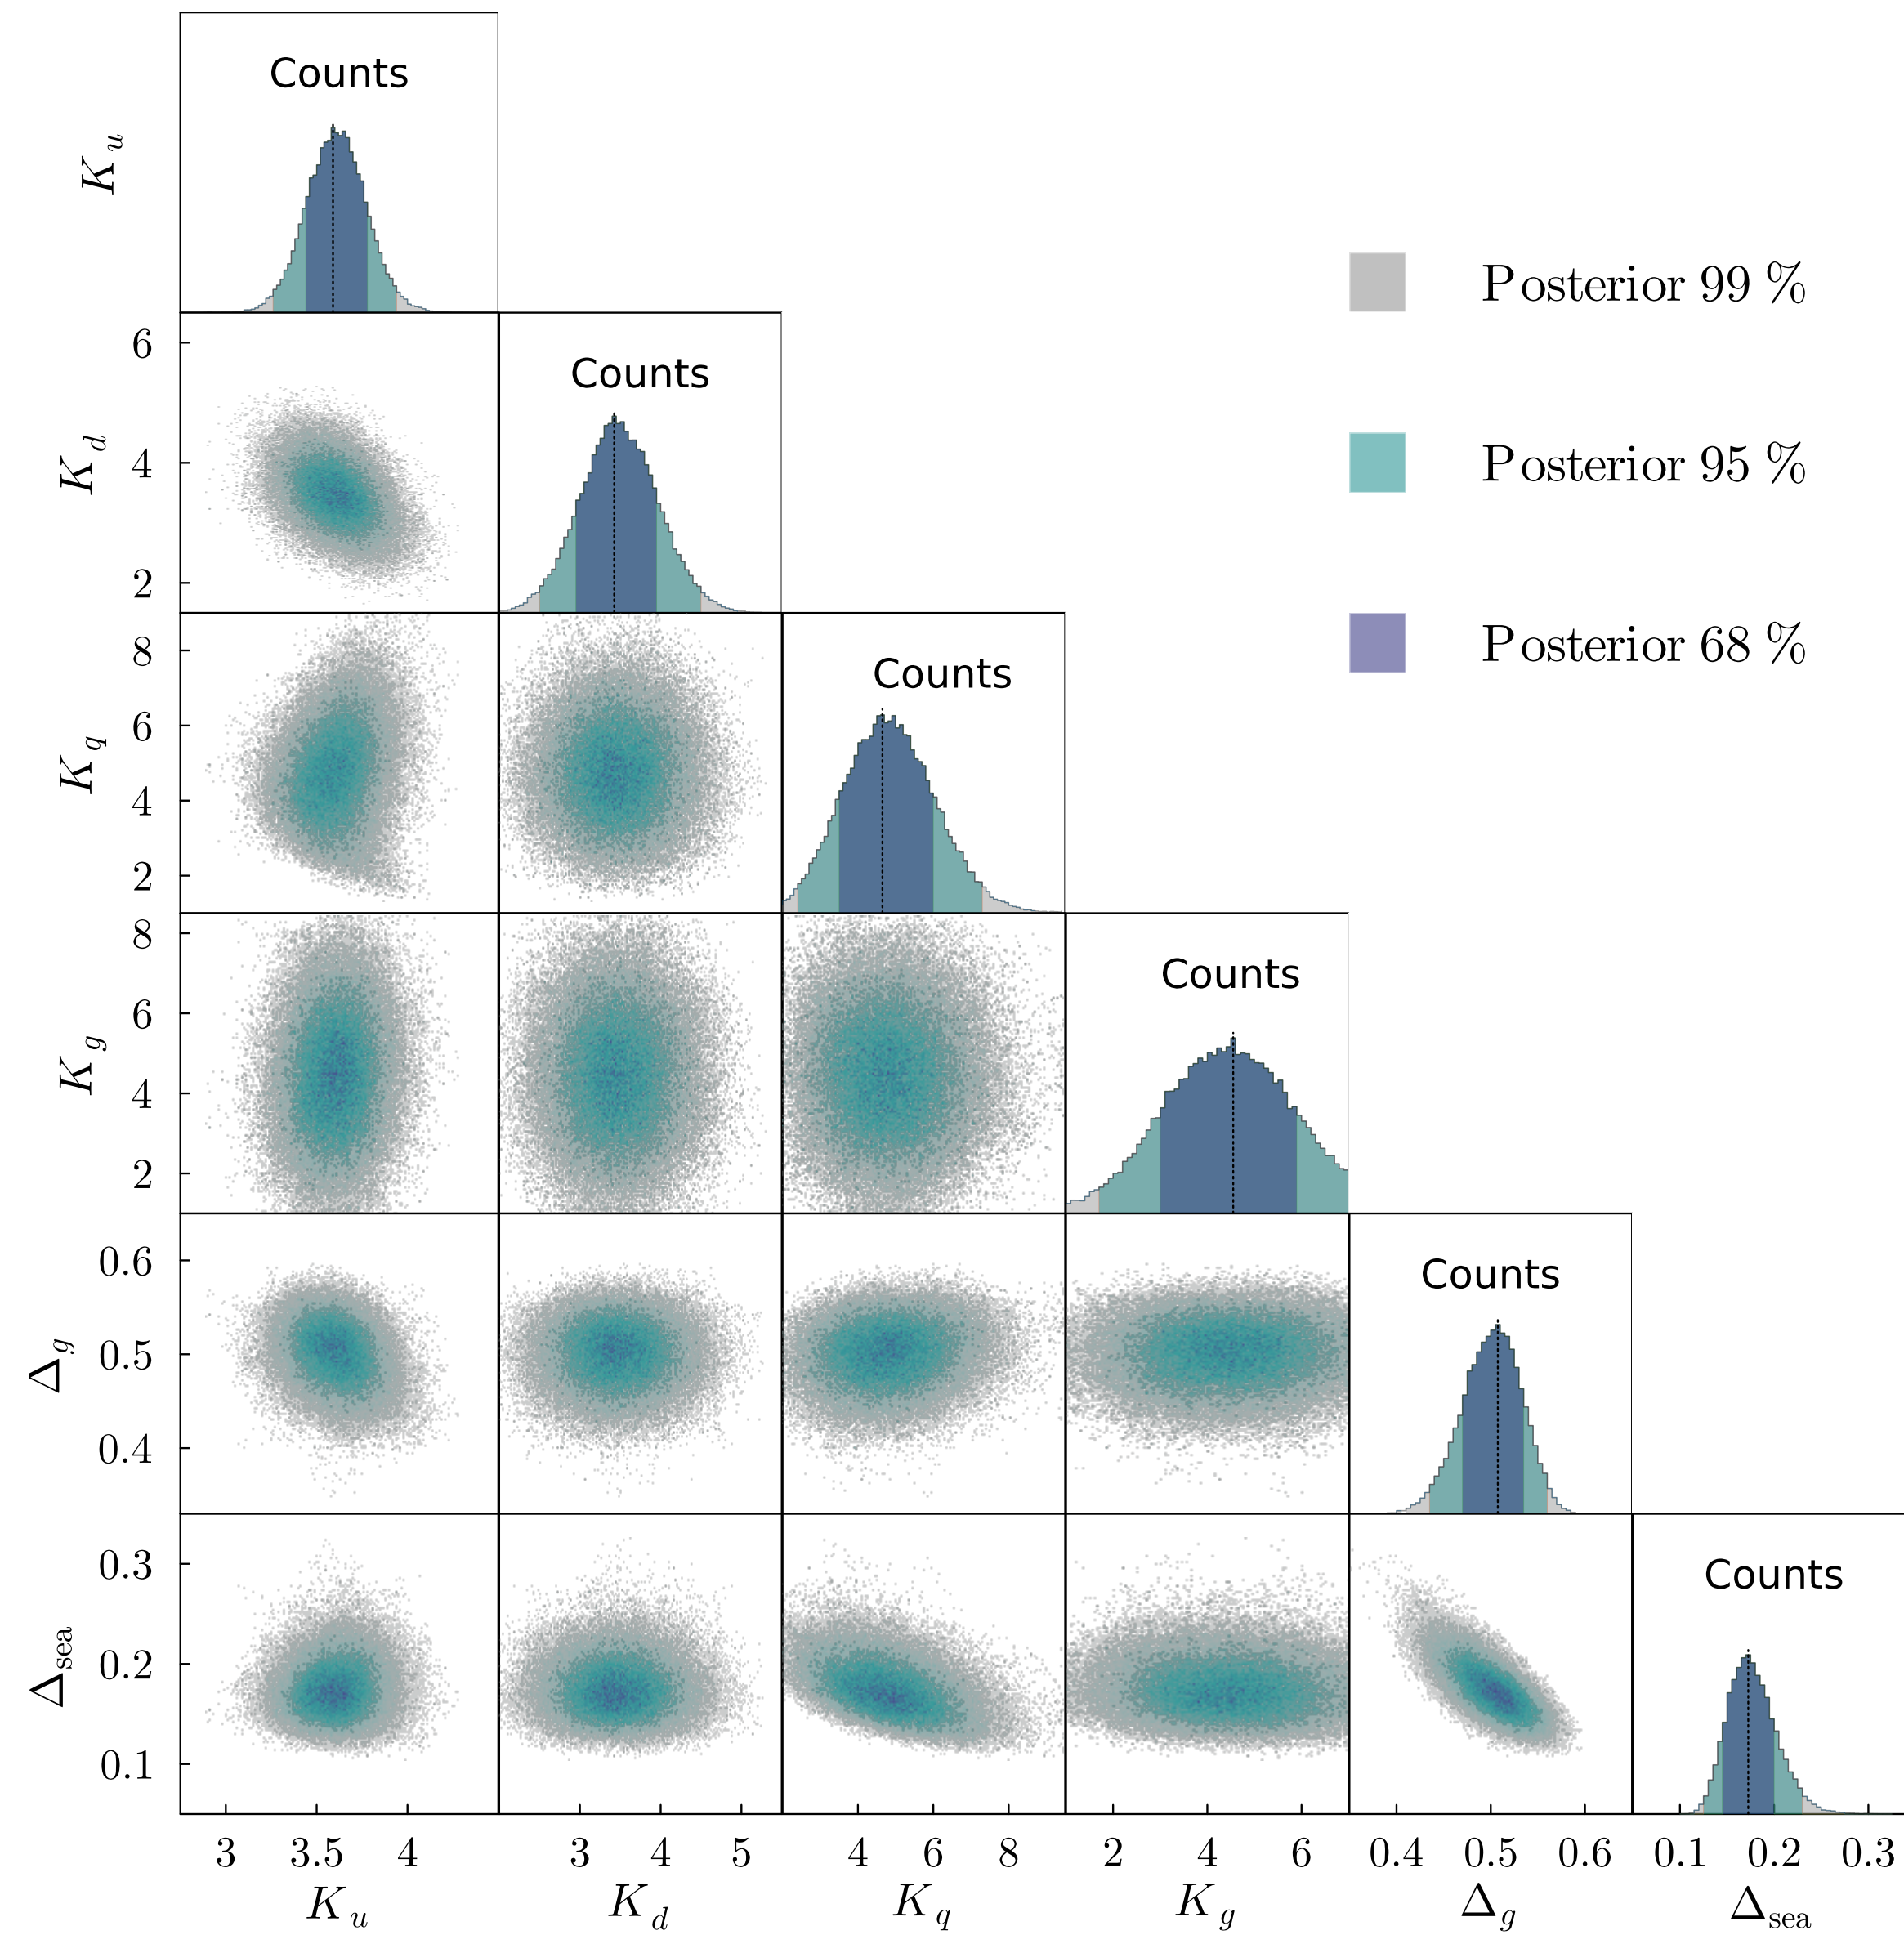 Counts
K_u
6
4
2
K_d
Counts
Posterior 99 %
Posterior 95 %
Posterior 68 %
8
6
4
2
K_q
Counts
8
6
4
2
K_g
Counts
0.6
0.5
0.4
Δ_g
Counts
0.3
0.2
0.1
Δ_sea
Counts
3 3.5 4 3 4 5 4 6 8 2 4 6 0.4 0.5 0.6 0.1 0.2 0.3
K_u K_d K_q K_g Δ_g Δ_sea